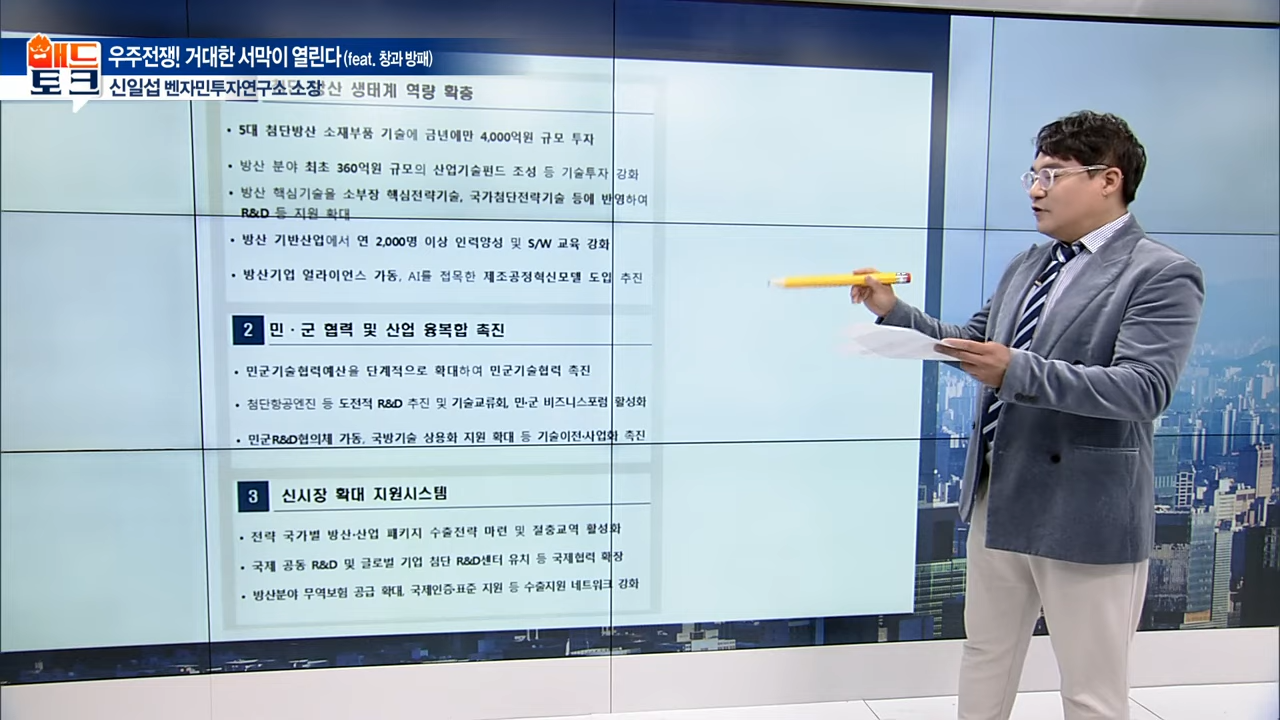 매드토크
우주전쟁! 거대한 서막이 열린다(feat. 창과 방패)
신일섭 벤자민투자연구소 소장
방산 생태계 역량 확충
• 5대 첨단방산 소재부품 기술에 금년에만 4,000억원 규모 투자
• 방산 분야 최초 360억원 규모의 산업기술펀드 조성 등 기술투자 강화
• 방산 핵심기술을 소부장 핵심전략기술, 국가첨단전략기술 등에 반영하여
R&D 등 지원 확대
• 방산 기반산업에서 연 2,000명 이상 인력양성 및 S/W 교육 강화
• 방산기업 얼라이언스 가동, AI를 접목한 제조공정혁신모델 도입 추진
2 민·군 협력 및 산업 융복합 촉진
• 민군기술협력예산을 단계적으로 확대하여 민군기술협력 촉진
• 첨단항공엔진 등 도전적 R&D 추진 및 기술교류회, 민·군 비즈니스포럼 활성화
• 민군R&D협의체 가동, 국방기술 상용화 지원 확대 등 기술이전·사업화 촉진
3 신시장 확대 지원시스템
• 전략 국가별 방산·산업 패키지 수출전략 마련 및 절충교역 활성화
• 국제 공동 R&D 및 글로벌 기업 첨단 R&D센터 유치 등 국제협력 확장
• 방산분야 무역보험 공급 확대, 국제인증·표준 지원 등 수출지원 네트워크 강화